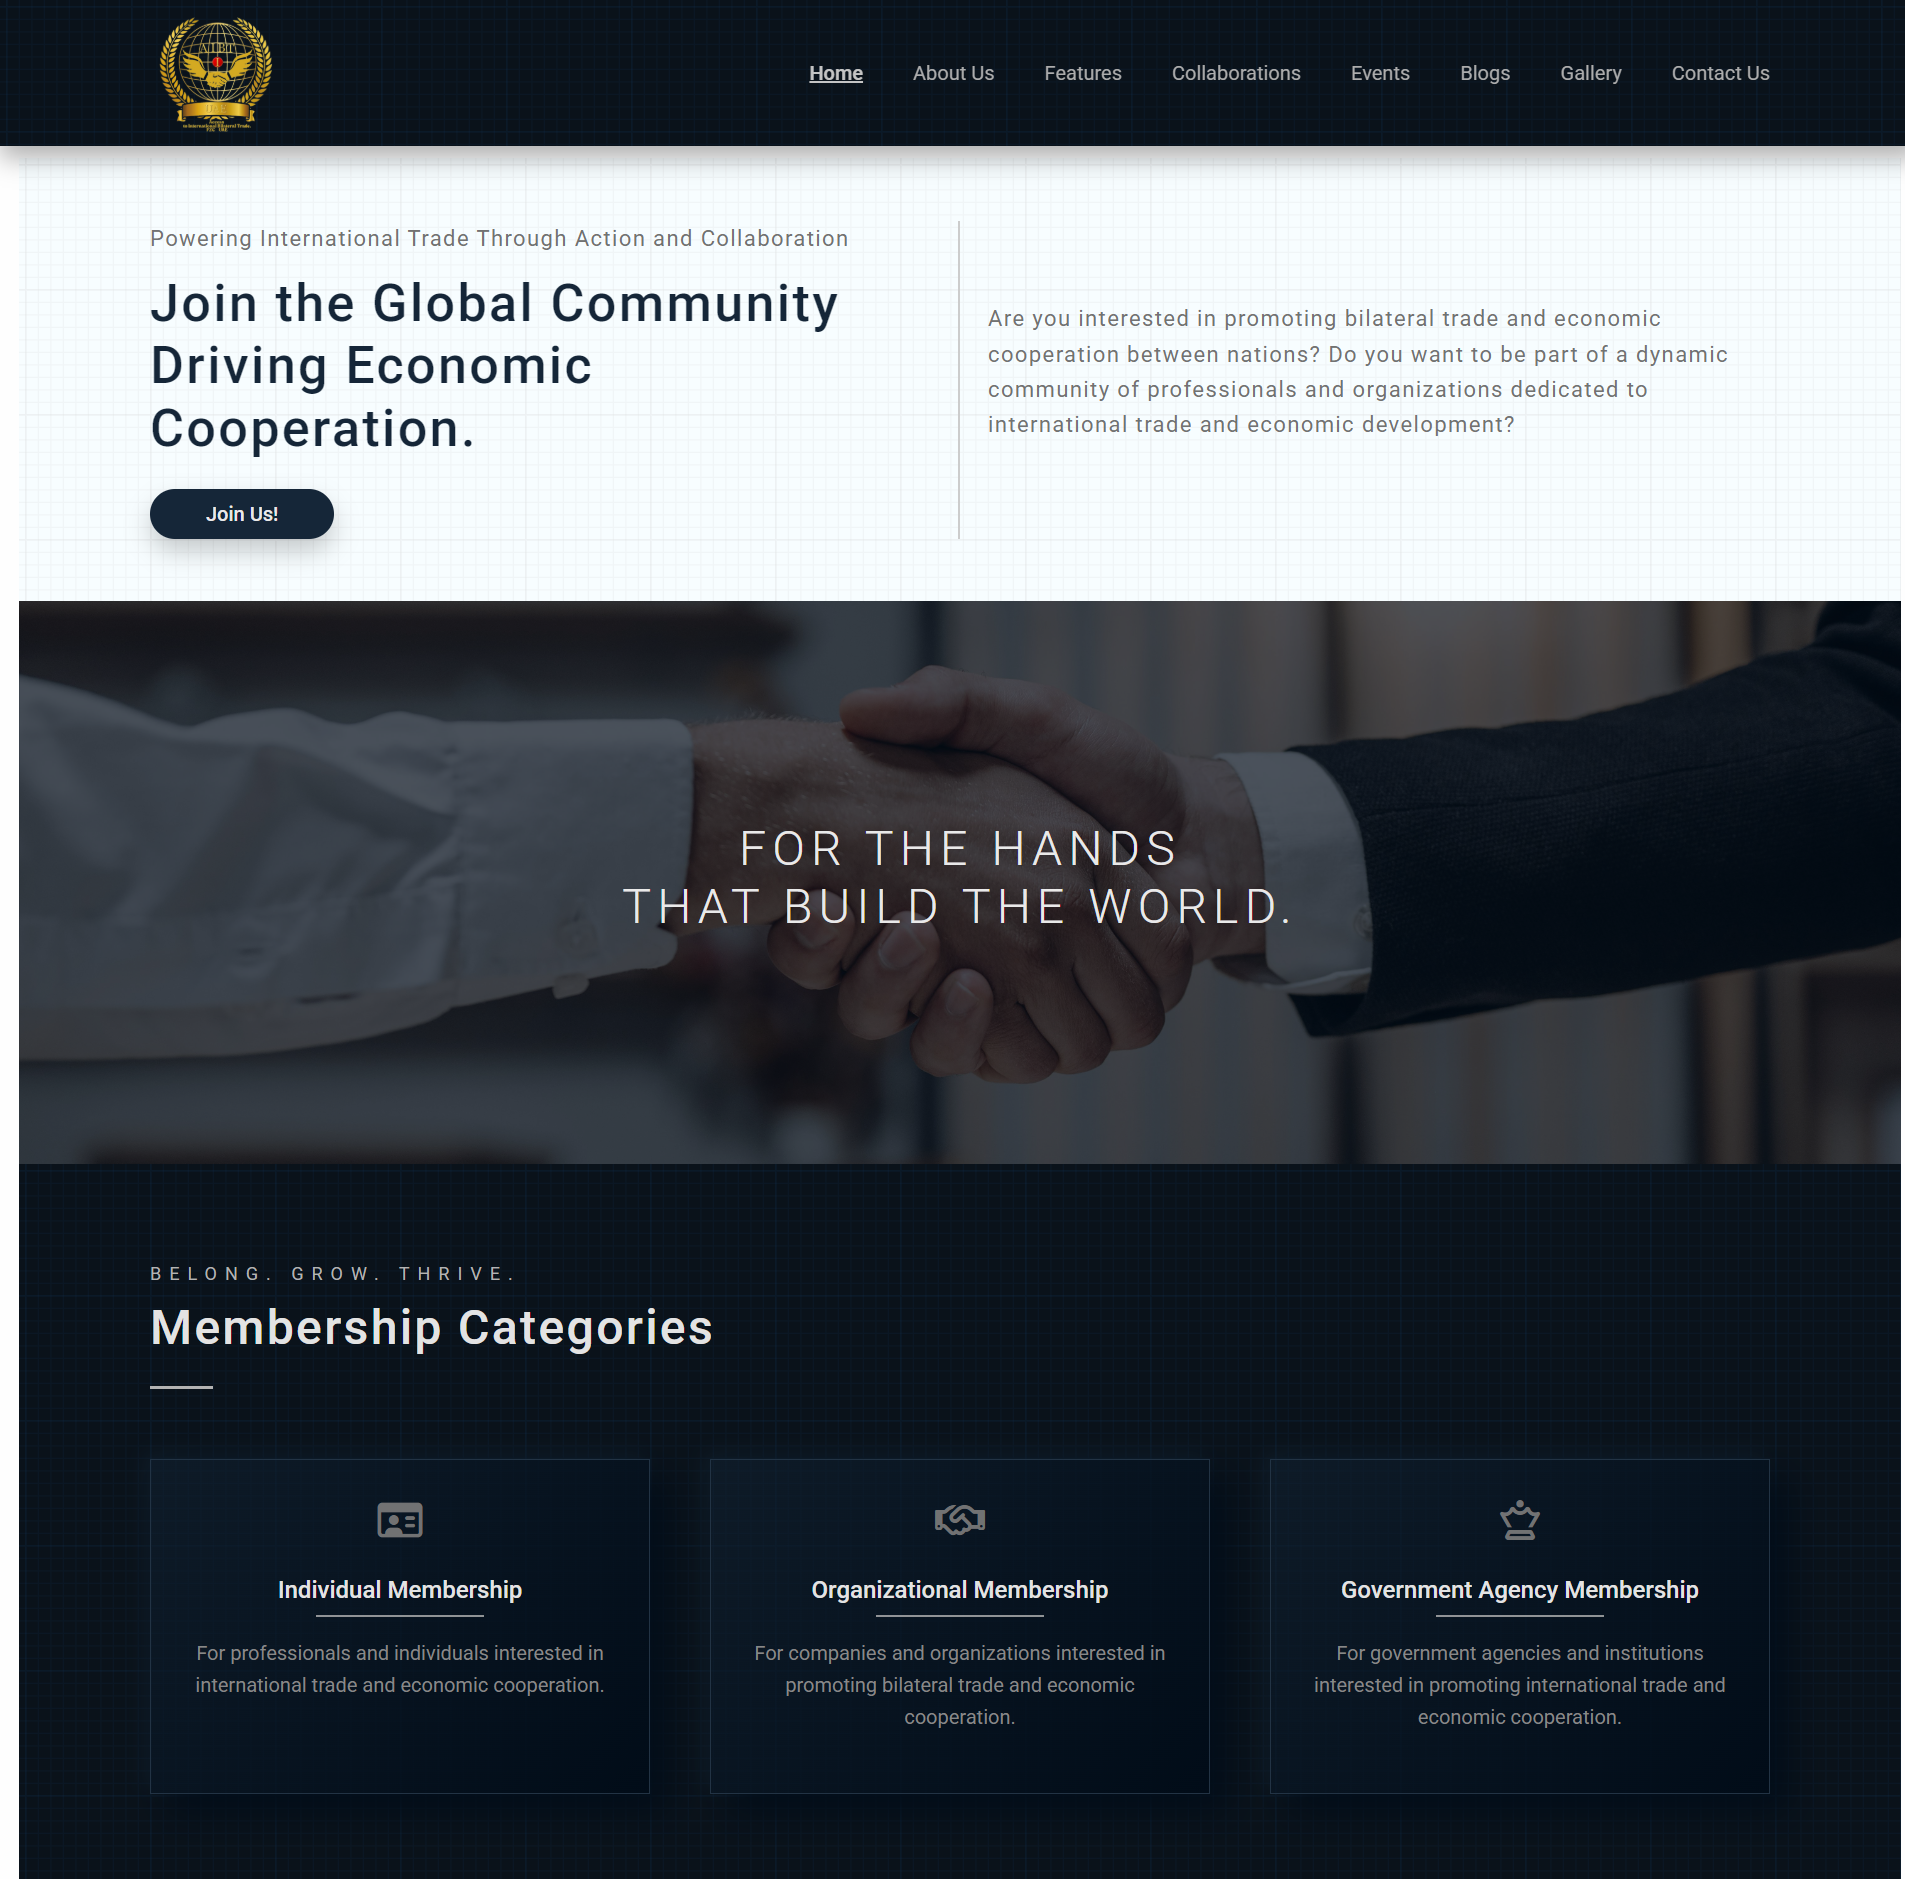 AIBT
to International Bilateral Trade.
Home
About Us
Features
Collaborations
Events
Blogs
Gallery
Contact Us
Powering International Trade Through Action and Collaboration
Join the Global Community
Driving Economic
Cooperation.
Join Us!
Are you interested in promoting bilateral trade and economic
cooperation between nations? Do you want to be part of a dynamic
community of professionals and organizations dedicated to
international trade and economic development?
FOR THE HANDS
THAT BUILD THE WORLD.
BELONG. GROW. THRIVE.
Membership Categories
Individual Membership
For professionals and individuals interested in
international trade and economic cooperation.
Organizational Membership
For companies and organizations interested in
promoting bilateral trade and economic
cooperation.
Government Agency Membership
For government agencies and institutions
interested in promoting international trade and
economic cooperation.